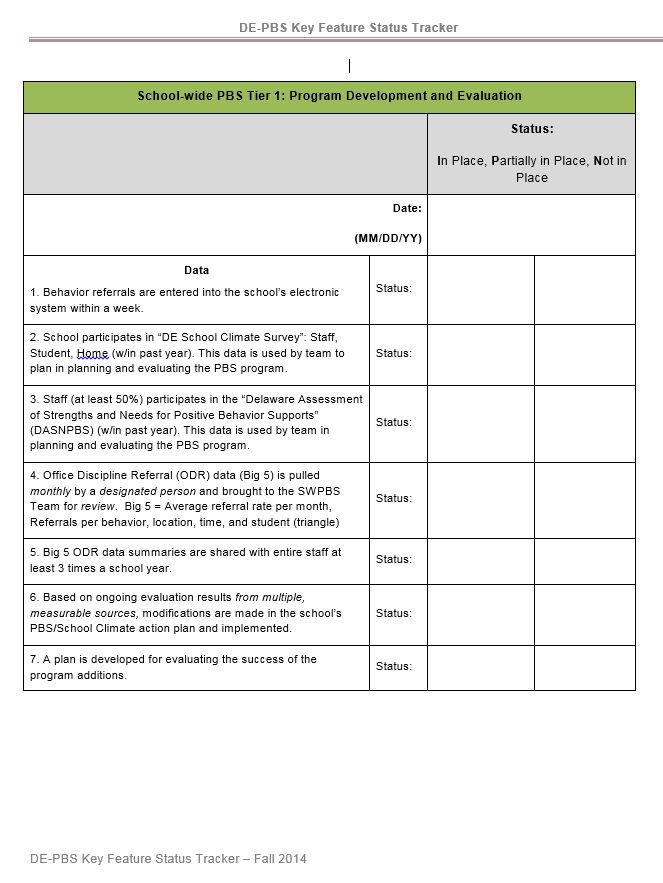 DE-PBS Key Feature Status Tracker
School-wide PBS Tier 1: Program Development and Evaluation
Status:
In Place, Partially in Place, Not in
Place
Date:
(MM/DD/YY)
Data
1. Behavior referrals are entered into the school's electronic
system within a week.
Status:
2. School participates in “DE School Climate Survey”: Staff,
Student, Home (w/in past year). This data is used by team to
plan in planning and evaluating the PBS program.
Status:
3. Staff (at least 50%) participates in the “Delaware Assessment
of Strengths and Needs for Positive Behavior Supports”
(DASNPBS) (w/in past year). This data is used by team in
planning and evaluating the PBS program.
Status:
4. Office Discipline Referral (ODR) data (Big 5) is pulled
monthly by a designated person and brought to the SWPBS
Team for review.  Big 5 = Average referral rate per month,
Referrals per behavior, location, time, and student (triangle)
Status:
5. Big 5 ODR data summaries are shared with entire staff at
least 3 times a school year.
Status:
6. Based on ongoing evaluation results from multiple,
measurable sources, modifications are made in the school's
PBS/School Climate action plan and implemented.
Status:
7. A plan is developed for evaluating the success of the
program additions.
Status:
DE-PBS Key Feature Status Tracker – Fall 2014